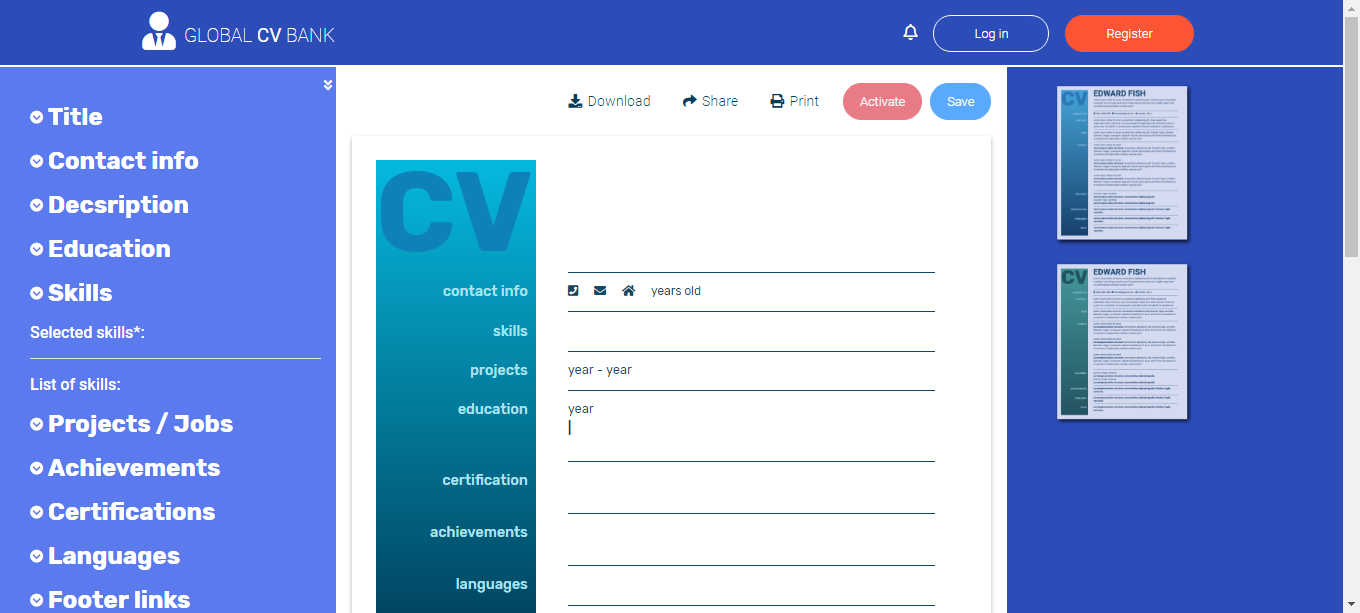 GLOBAL CV BANK
Log in
Register
Title
Contact info
Decsription
Education
Skills
Selected skills*:
List of skills:
Projects / Jobs
Achievements
Certifications
Languages
Footer links
Download
Share
Print
Activate
Save
CV
contact info
years old
skills
projects
year - year
education
year
certification
achievements
languages
CV
EDWARD FISH
CV
EDWARD FISH